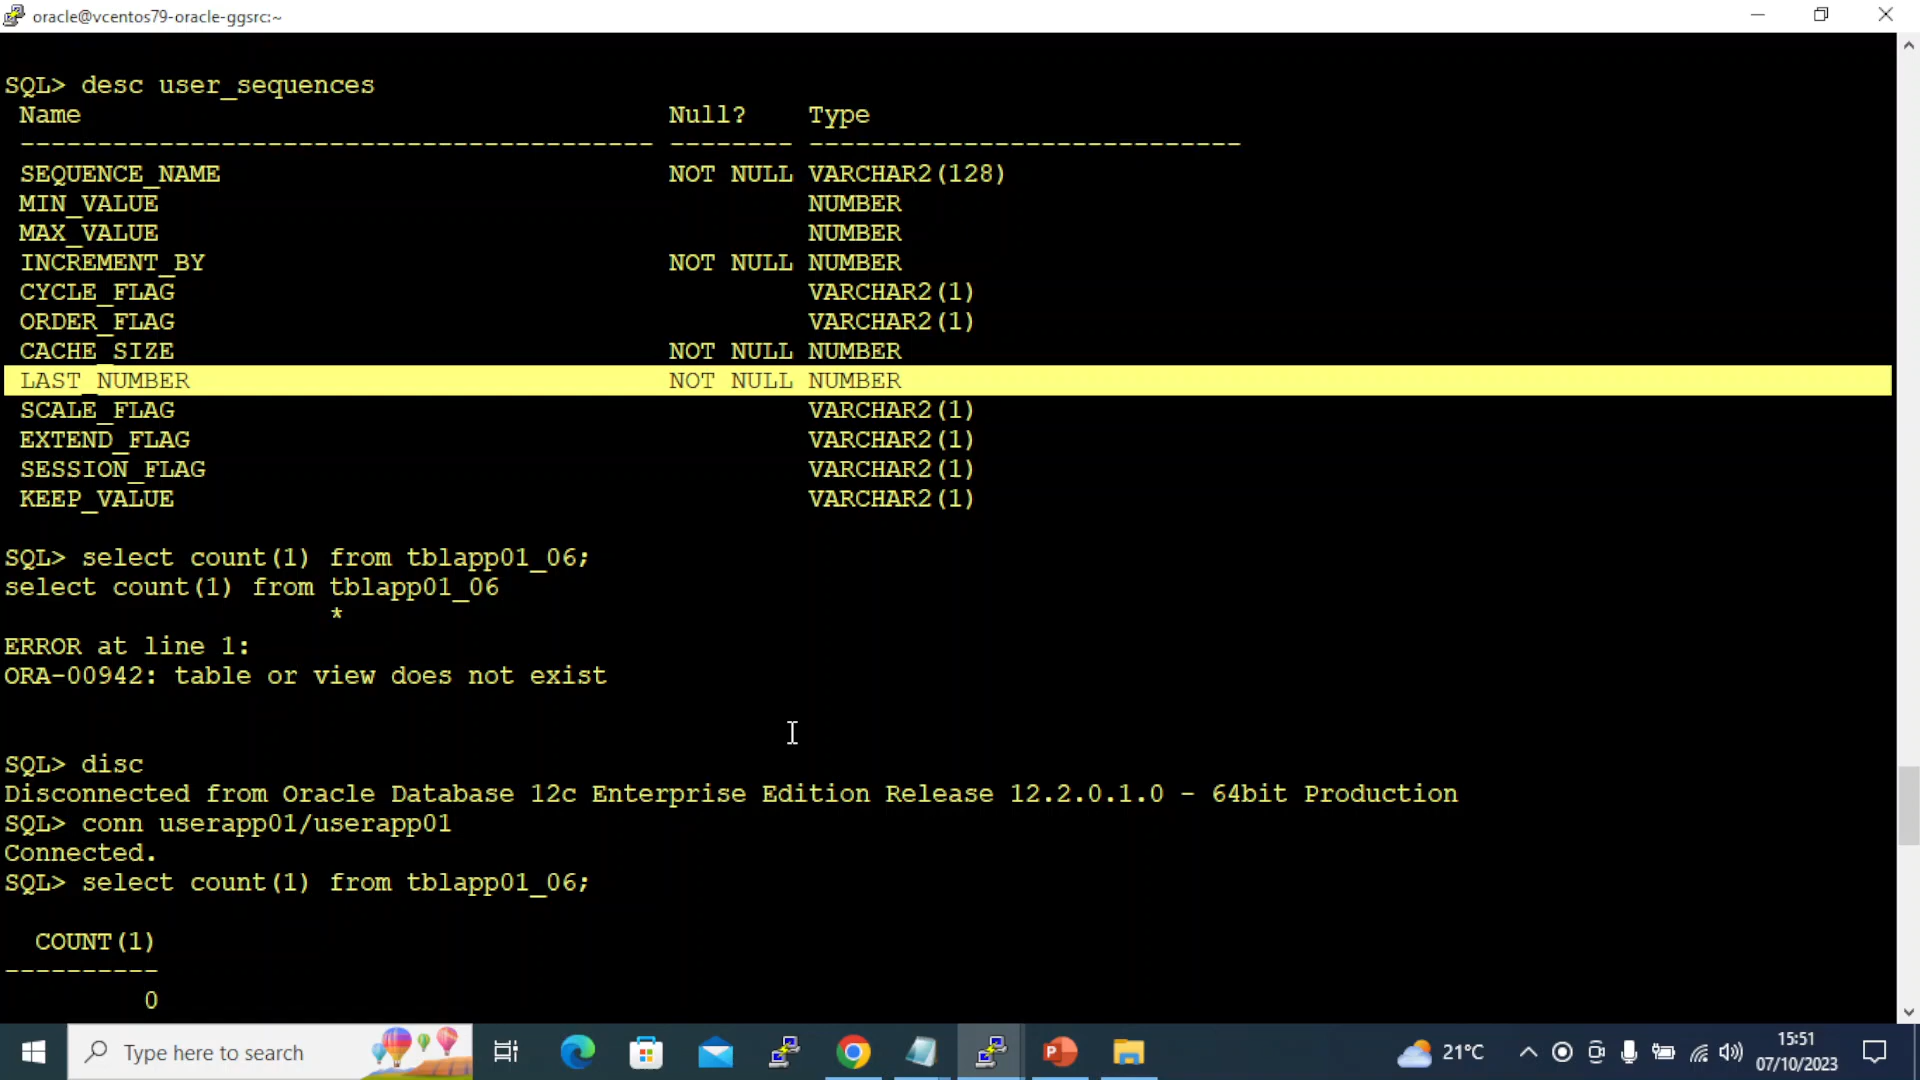 oracle@vcentos79-oracle-ggsrc:~
SQL> desc user_sequences
Name Null? Type
----------------------------------------- -------- ----------------------------
SEQUENCE_NAME NOT NULL VARCHAR2(128)
MIN_VALUE NUMBER
MAX_VALUE NUMBER
INCREMENT_BY NOT NULL NUMBER
CYCLE_FLAG VARCHAR2(1)
ORDER_FLAG VARCHAR2(1)
CACHE_SIZE NOT NULL NUMBER
LAST_NUMBER NOT NULL NUMBER
SCALE_FLAG VARCHAR2(1)
EXTEND_FLAG VARCHAR2(1)
SESSION_FLAG VARCHAR2(1)
KEEP_VALUE VARCHAR2(1)
SQL> select count(1) from tblapp01_06;
select count(1) from tblapp01_06
*
ERROR at line 1:
ORA-00942: table or view does not exist
SQL> disc
Disconnected from Oracle Database 12c Enterprise Edition Release 12.2.0.1.0 - 64bit Production
SQL> conn userapp01/userapp01
Connected.
SQL> select count(1) from tblapp01_06;
COUNT(1)
----------
0
Type here to search
21°C
15:51
07/10/2023